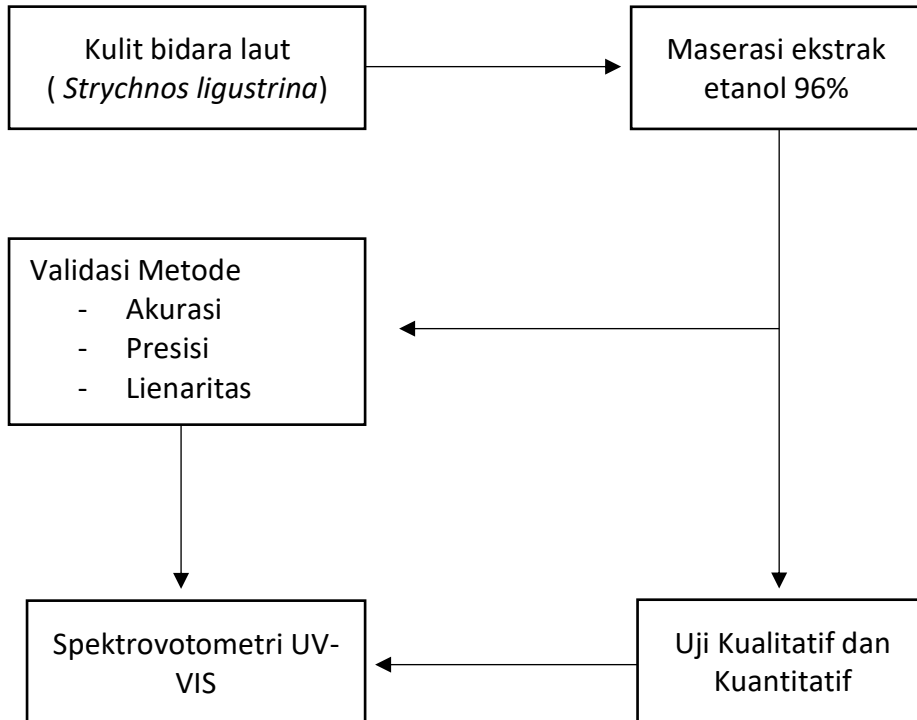 Kulit bidara laut
( Strychnos ligustrina)
Maserasi ekstrak
etanol 96%
Validasi Metode
- Akurasi
- Presisi
- Lienaritas
Spektrovotometri UV-
VIS
Uji Kualitatif dan
Kuantitatif